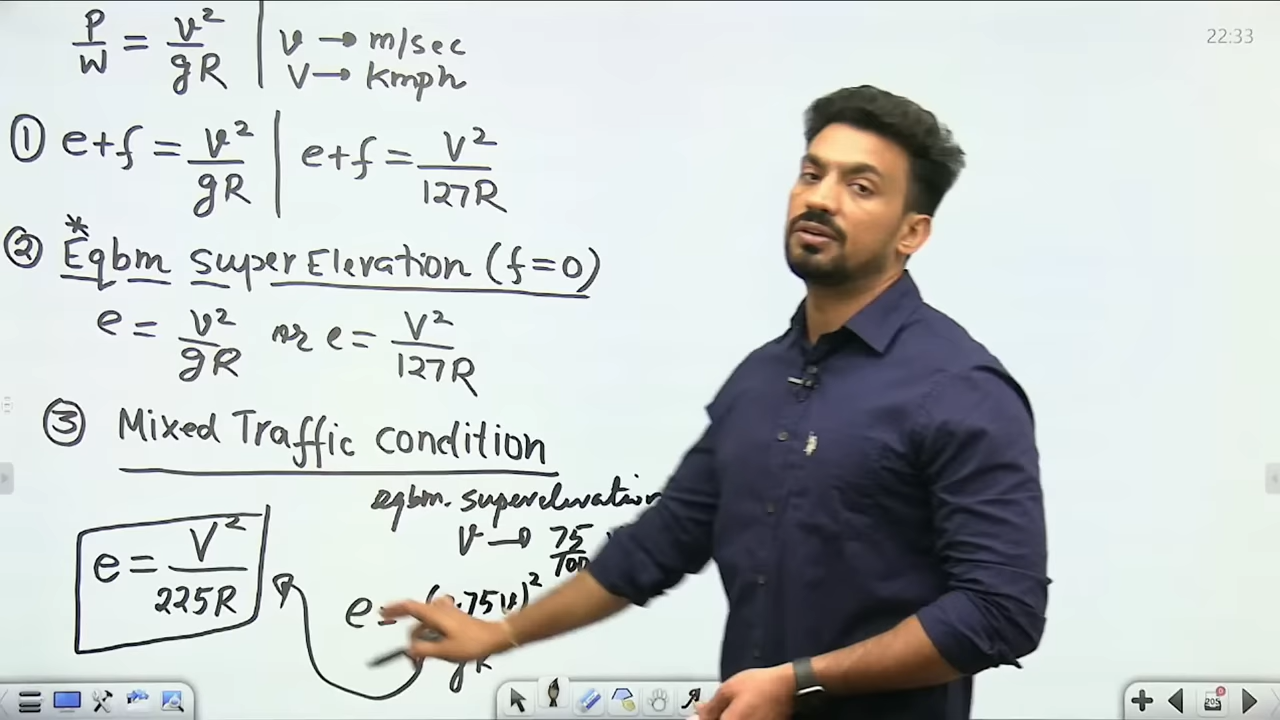 P/W = v²/gR | v → m/sec
V → kmph
22:33
① e+f = v²/gR | e+f = V²/127R
② *Eqbm super Elevation (f=0)
e = v²/gR or e = V²/127R
③ Mixed Traffic condition
eqbm. superelevation
v → 75/100
e = V²/225R
e = (0.75v)²/gR